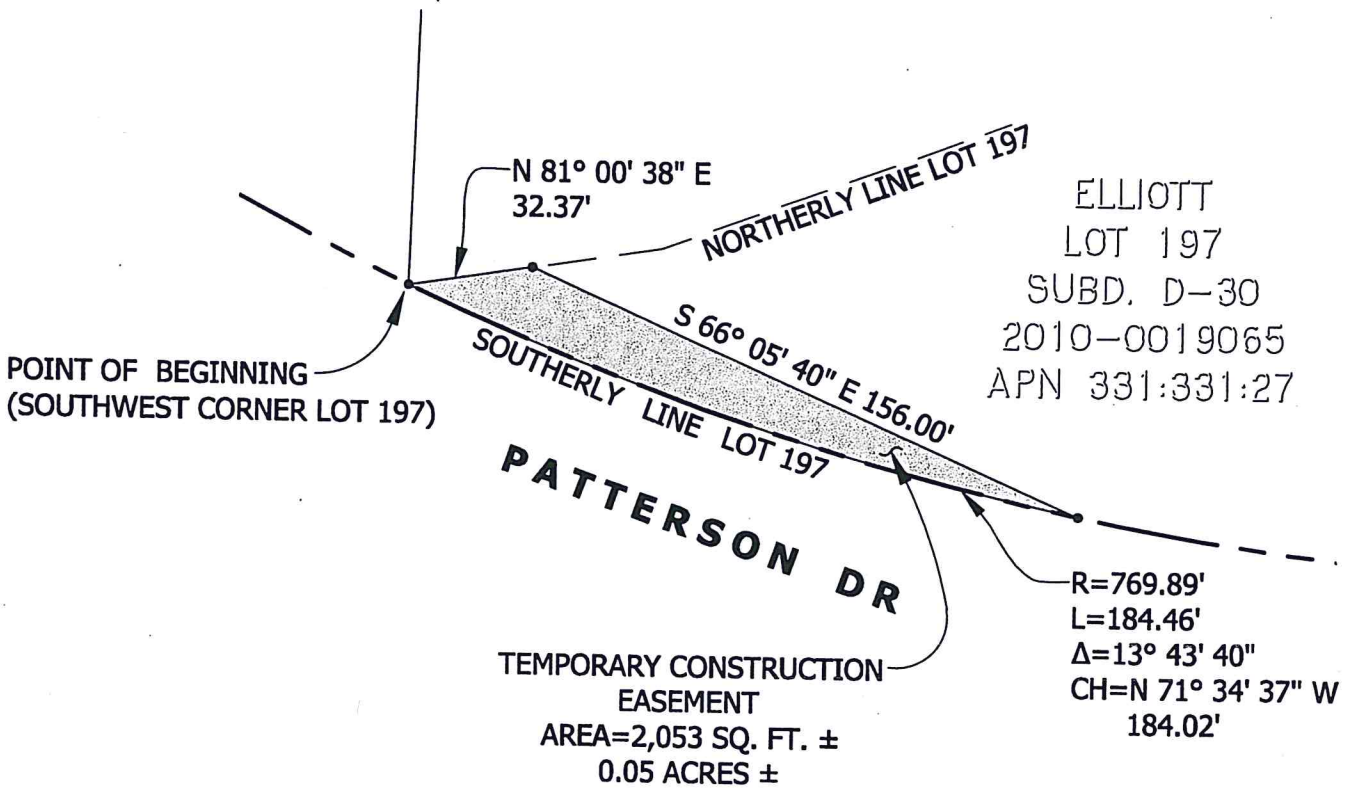 N 81° 00' 38" E
32.37'
NORTHERLY LINE LOT 197
ELLIOTT
LOT 197
SUBD. D-30
2010-0019065
APN 331:331:27
POINT OF BEGINNING
(SOUTHWEST CORNER LOT 197)
S 66° 05' 40" E 156.00'
SOUTHERLY LINE LOT 197
PATTERSON DR
R=769.89'
L=184.46'
Δ=13° 43' 40"
CH=N 71° 34' 37" W
184.02'
TEMPORARY CONSTRUCTION
EASEMENT
AREA=2,053 SQ. FT. ±
0.05 ACRES ±